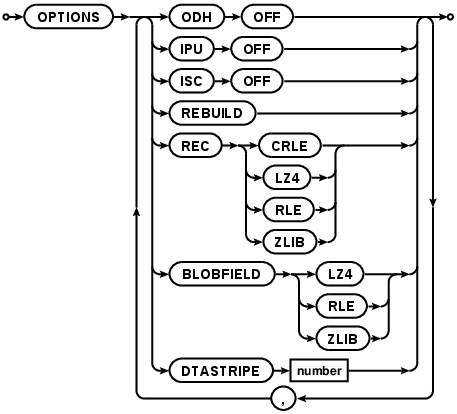 OPTIONS ODH OFF
IPU OFF
ISC OFF
REBUILD
REC CRLE
LZ4
RLE
ZLIB
BLOBFIELD LZ4
RLE
ZLIB
DTASTRIPE number
,